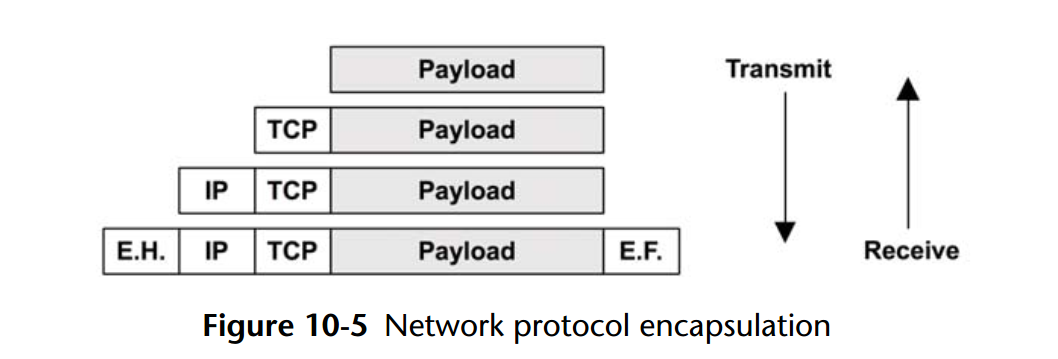 Payload
Transmit
TCP Payload
IP TCP Payload
E.H. IP TCP Payload E.F.
Receive
Figure 10-5 Network protocol encapsulation